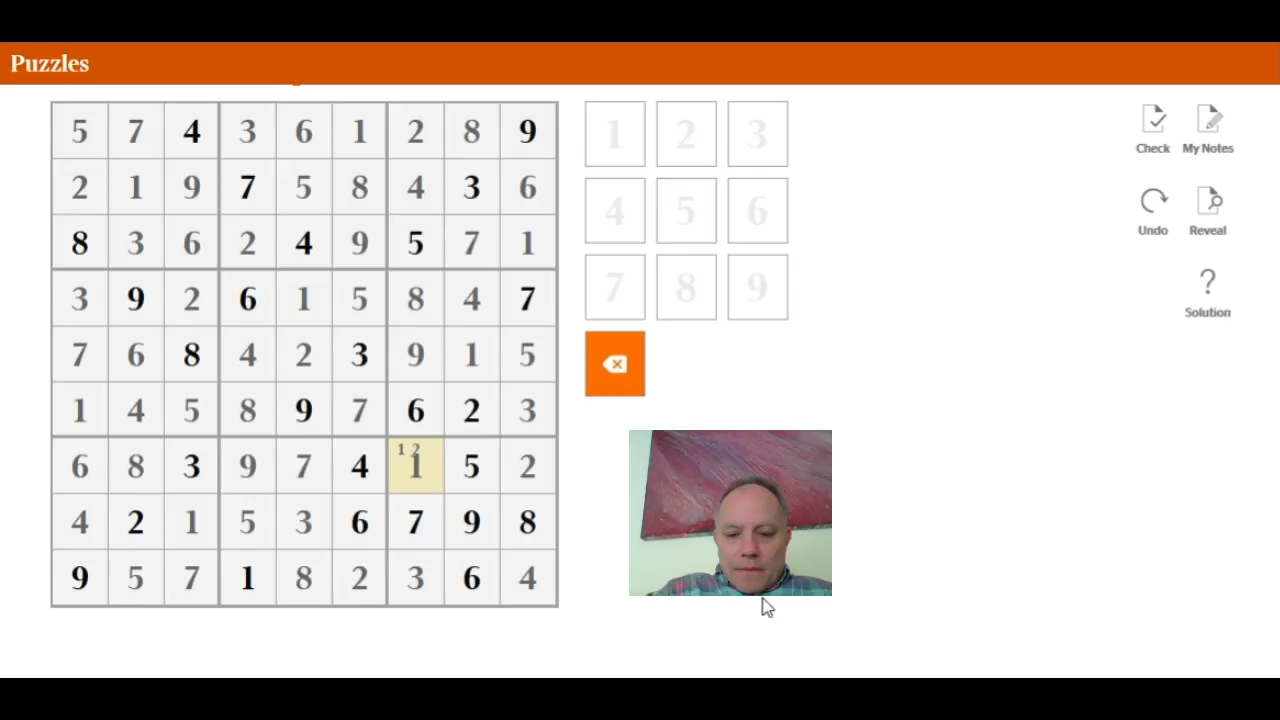 Puzzles
5 7 4 3 6 1 2 8 9
2 1 9 7 5 8 4 3 6
8 3 6 2 4 9 5 7 1
3 9 2 6 1 5 8 4 7
7 6 8 4 2 3 9 1 5
1 4 5 8 9 7 6 2 3
1 2
6 8 3 9 7 4 1 5 2
4 2 1 5 3 6 7 9 8
9 5 7 1 8 2 3 6 4
1 2 3
4 5 6
7 8 9
Check My Notes
Undo Reveal
?
Solution